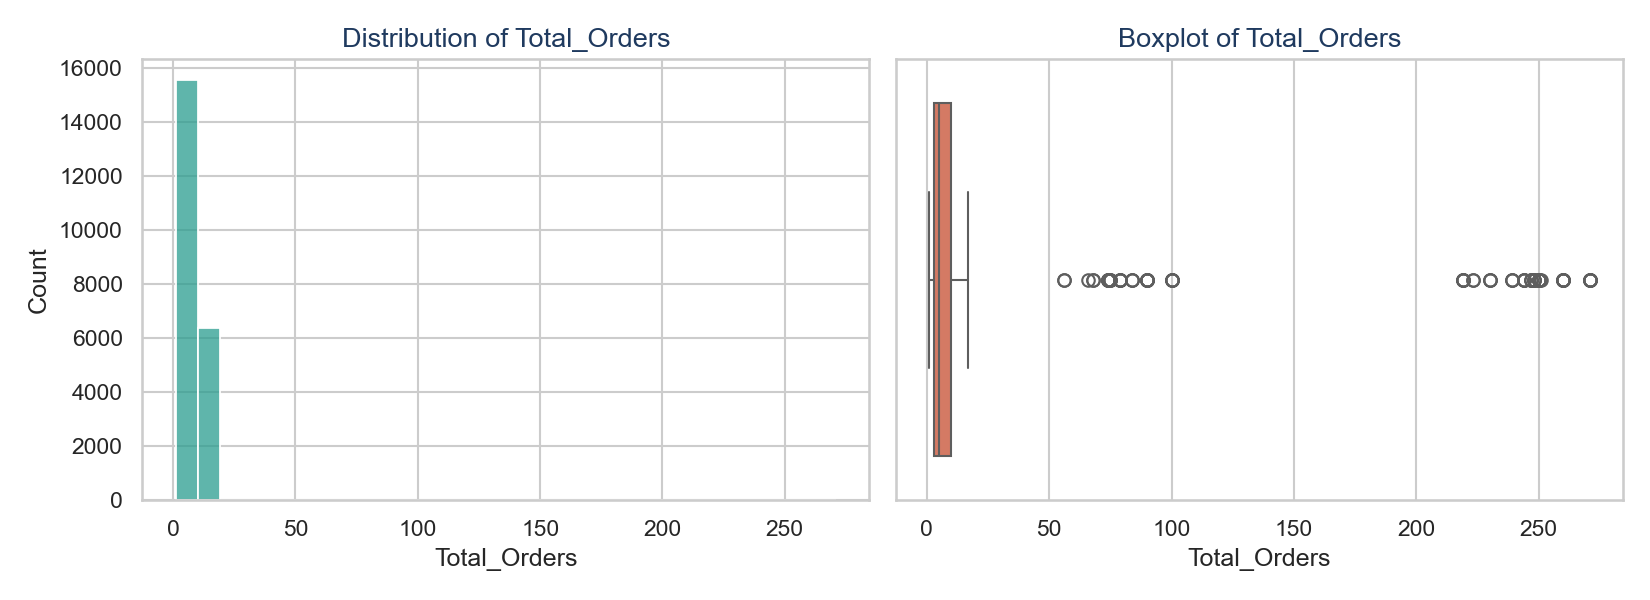 Distribution of Total_Orders
16000
14000
12000
10000
8000
6000
4000
2000
0
Count
0 50 100 150 200 250
Total_Orders
Boxplot of Total_Orders
0 50 100 150 200 250
Total_Orders